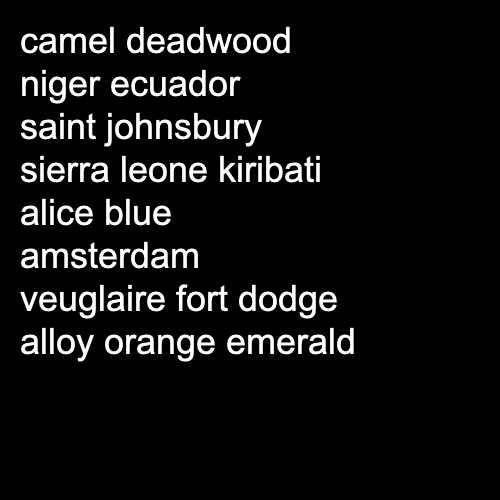 camel deadwood
niger ecuador
saint johnsbury
sierra leone kiribati
alice blue
amsterdam
veuglaire fort dodge
alloy orange emerald